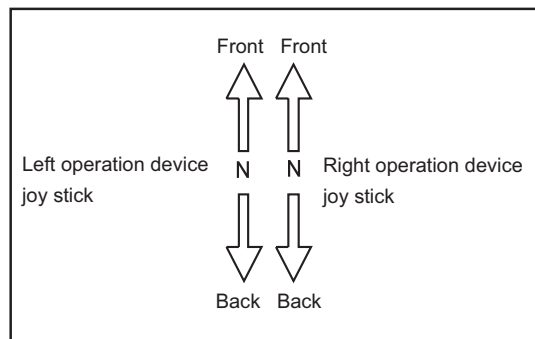 Front Front
Left operation device
joy stick
N N
Right operation device
joy stick
Back Back